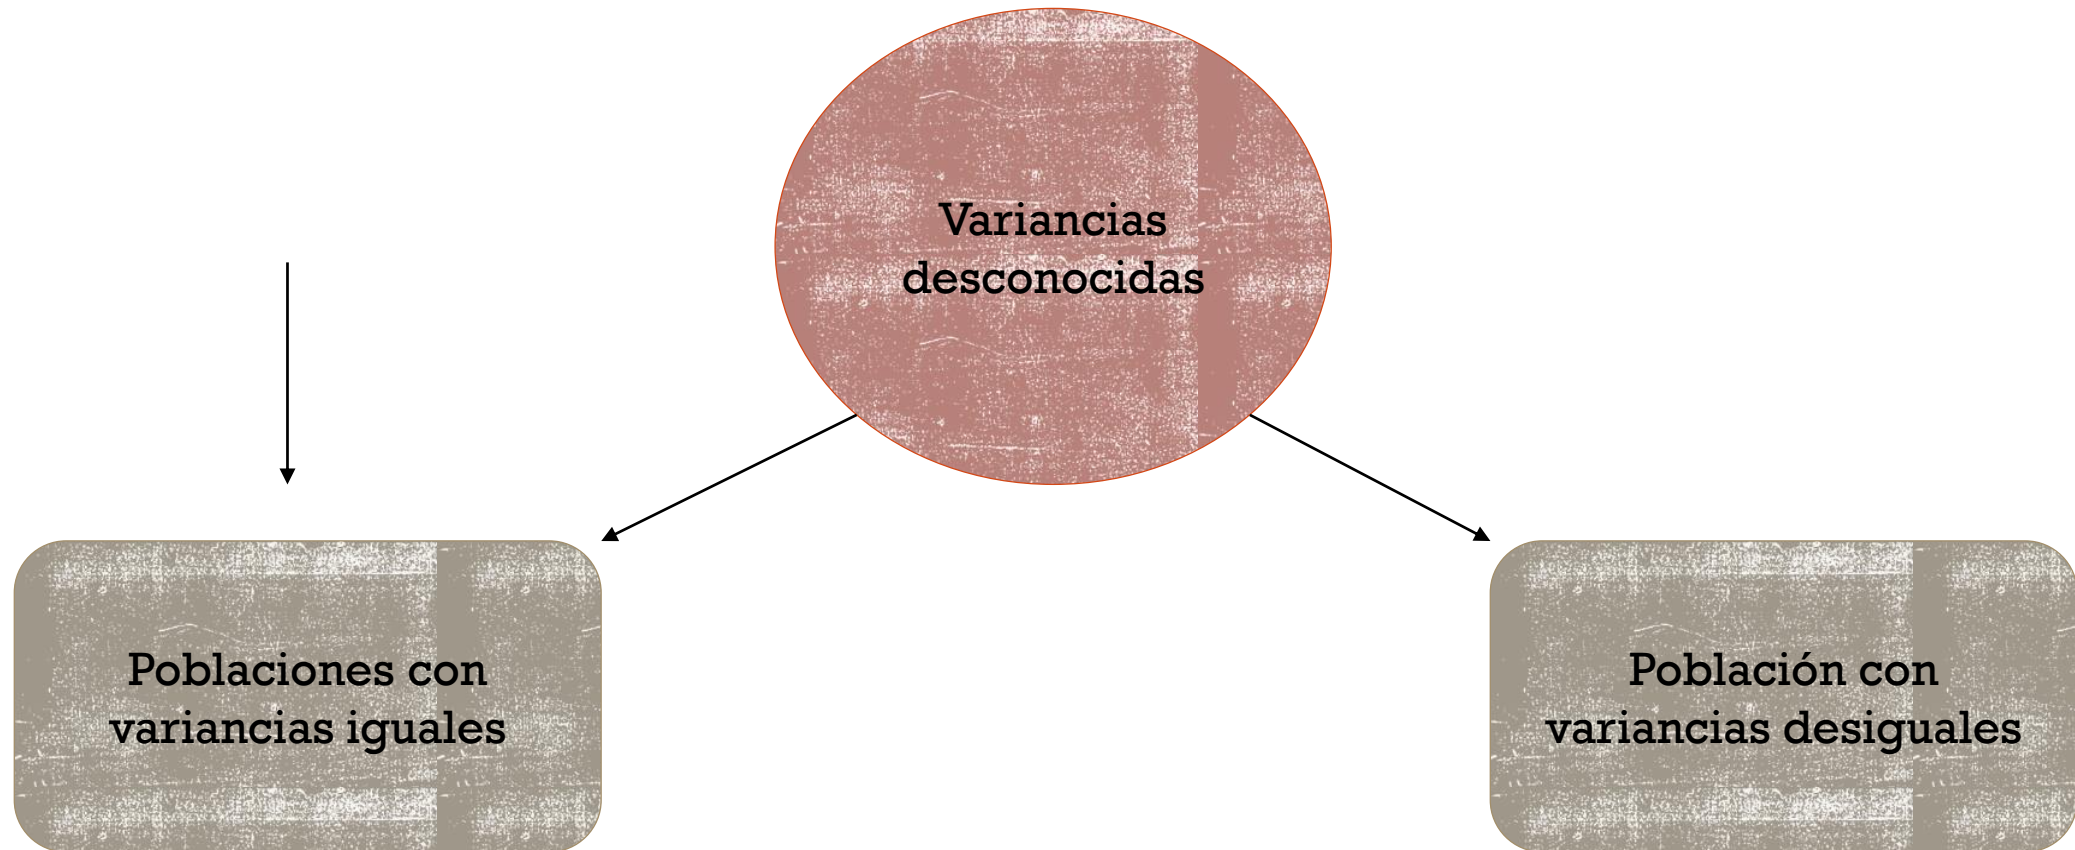 Variancias
desconocidas
Poblaciones con
variancias iguales
Población con
variancias desiguales